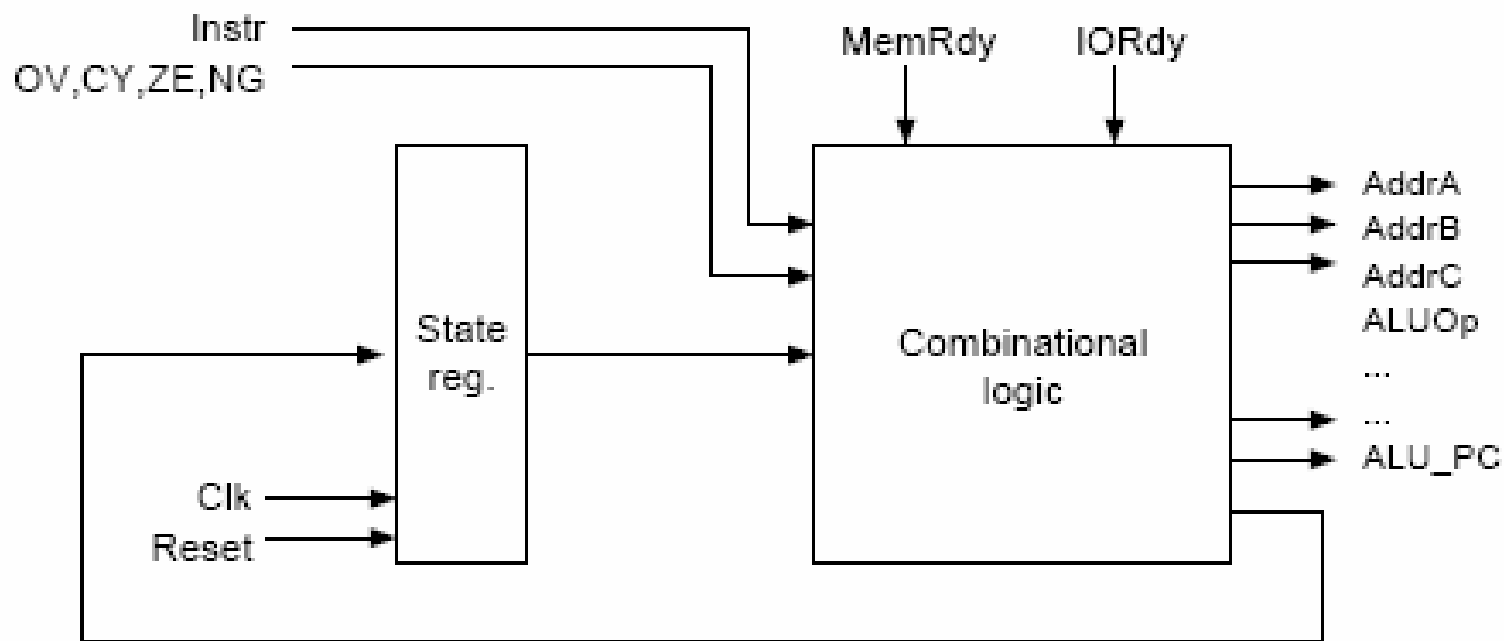 Instr
OV,CY,ZE,NG
MemRdy
IORdy
State
reg.
Clk
Reset
Combinational
logic
AddrA
AddrB
AddrC
ALUOp
...
...
ALU_PC